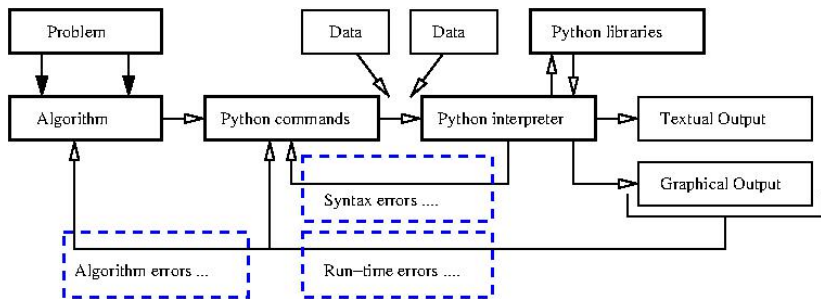 Problem
Data
Data
Python libraries
Algorithm
Python commands
Python interpreter
Textual Output
Graphical Output
Syntax errors ....
Algorithm errors ...
Run-time errors ....